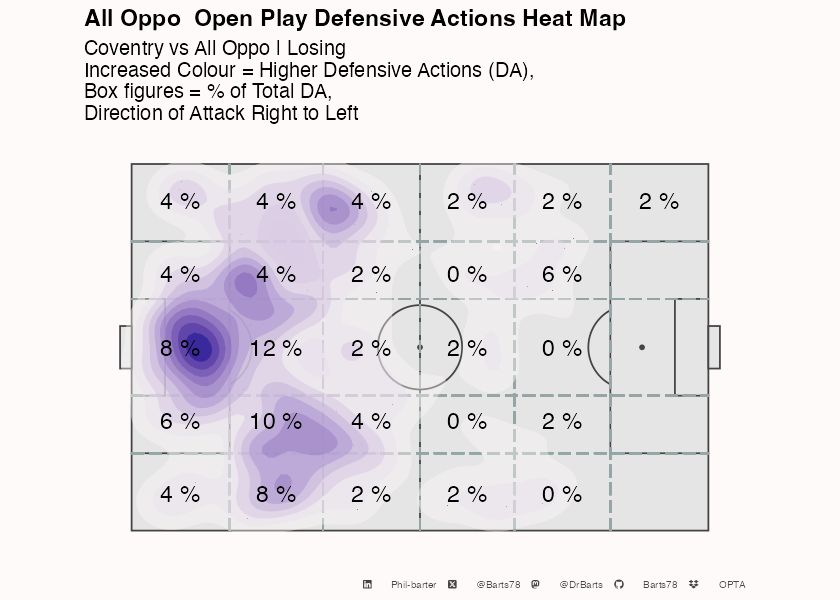 All Oppo  Open Play Defensive Actions Heat Map
Coventry vs All Oppo | Losing
Increased Colour = Higher Defensive Actions (DA),
Box figures = % of Total DA,
Direction of Attack Right to Left
4 % 4 % 4 % 2 % 2 % 2 %
4 % 4 % 2 % 0 % 6 %
8 % 12 % 2 % 2 % 0 %
6 % 10 % 4 % 0 % 2 %
4 % 8 % 2 % 2 % 0 %
Phil-barter @Barts78 @DrBarts Barts78 OPTA